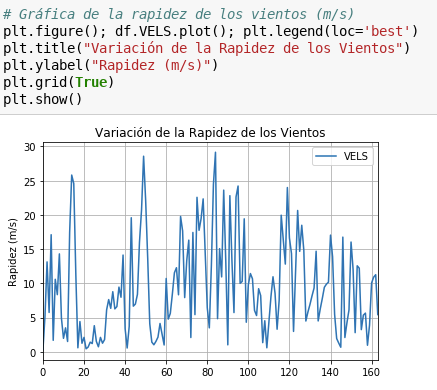 # Gráfica de la rapidez de los vientos (m/s)
plt.figure(); df.VELS.plot(); plt.legend(loc='best')
plt.title("Variación de la Rapidez de los Vientos")
plt.ylabel("Rapidez (m/s)")
plt.grid(True)
plt.show()
Variación de la Rapidez de los Vientos
VELS
Rapidez (m/s)
30
25
20
15
10
5
0
0 20 40 60 80 100 120 140 160